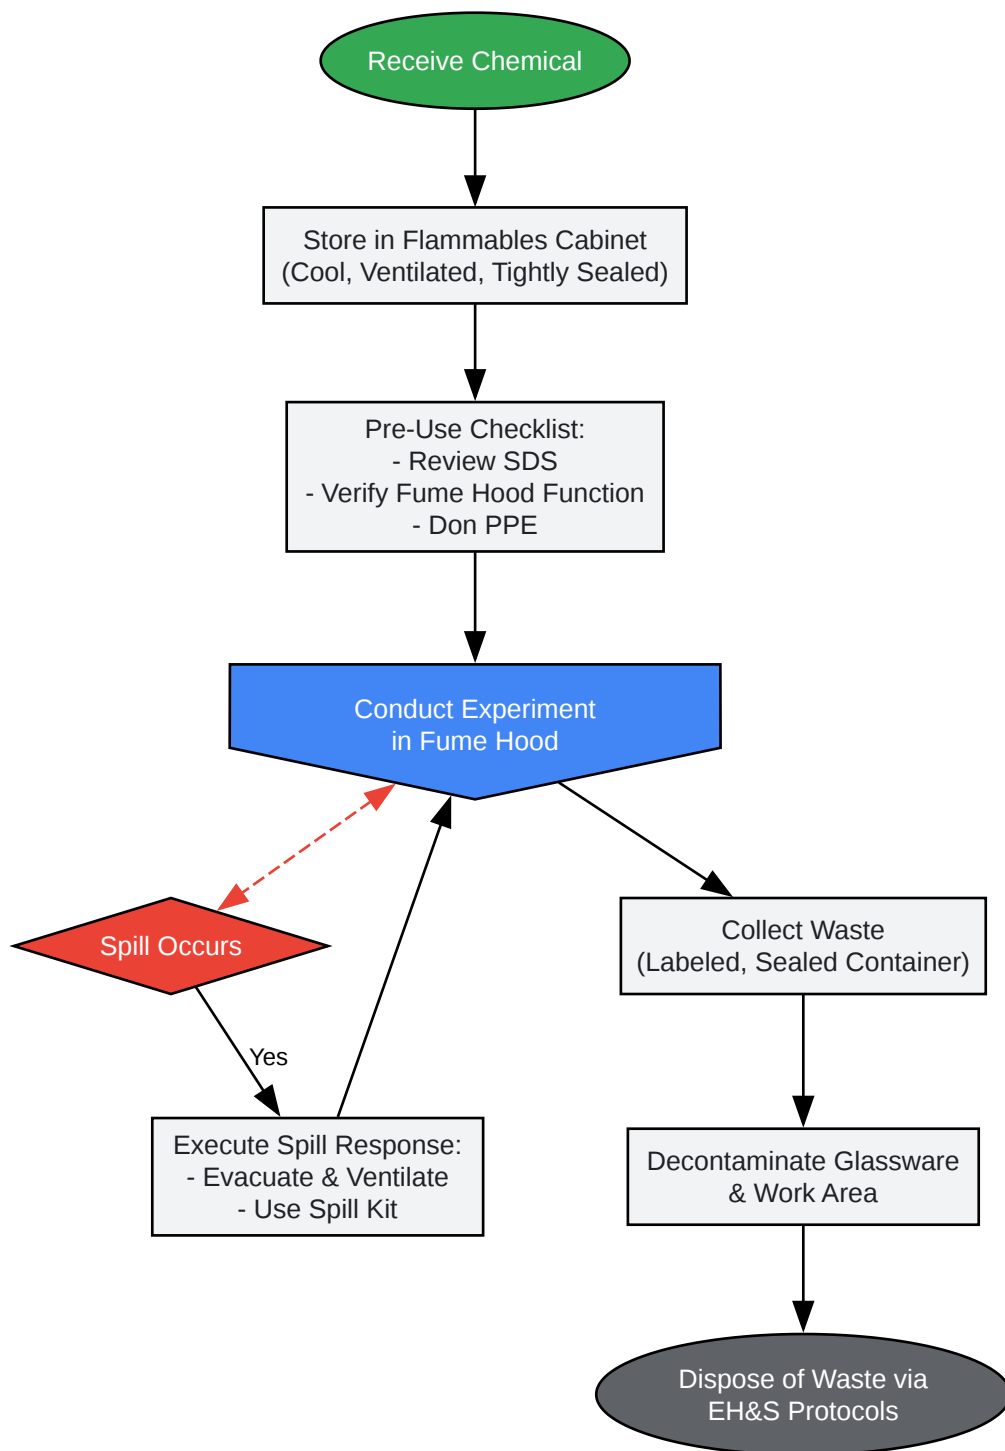 Receive Chemical
Store in Flammables Cabinet
(Cool, Ventilated, Tightly Sealed)
Pre-Use Checklist:
- Review SDS
- Verify Fume Hood Function
- Don PPE
Conduct Experiment
in Fume Hood
Spill Occurs
Collect Waste
(Labeled, Sealed Container)
Yes
Execute Spill Response:
- Evacuate & Ventilate
- Use Spill Kit
Decontaminate Glassware
& Work Area
Dispose of Waste via
EH&S Protocols